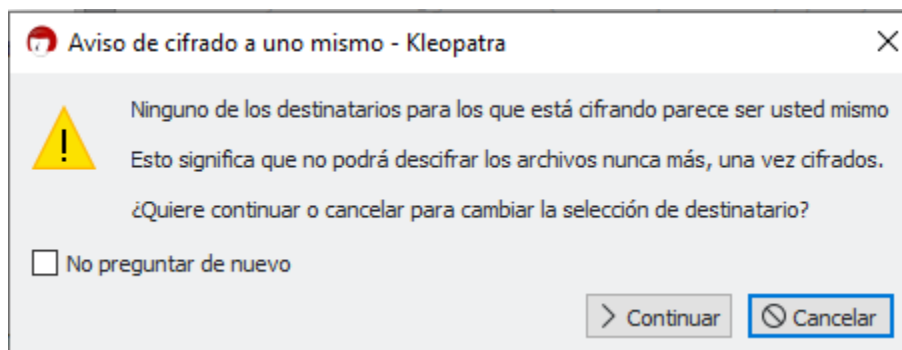 Aviso de cifrado a uno mismo - Kleopatra
Ninguno de los destinatarios para los que está cifrando parece ser usted mismo
Esto significa que no podrá descifrar los archivos nunca más, una vez cifrados.
¿Quiere continuar o cancelar para cambiar la selección de destinatario?
No preguntar de nuevo
Continuar
Cancelar